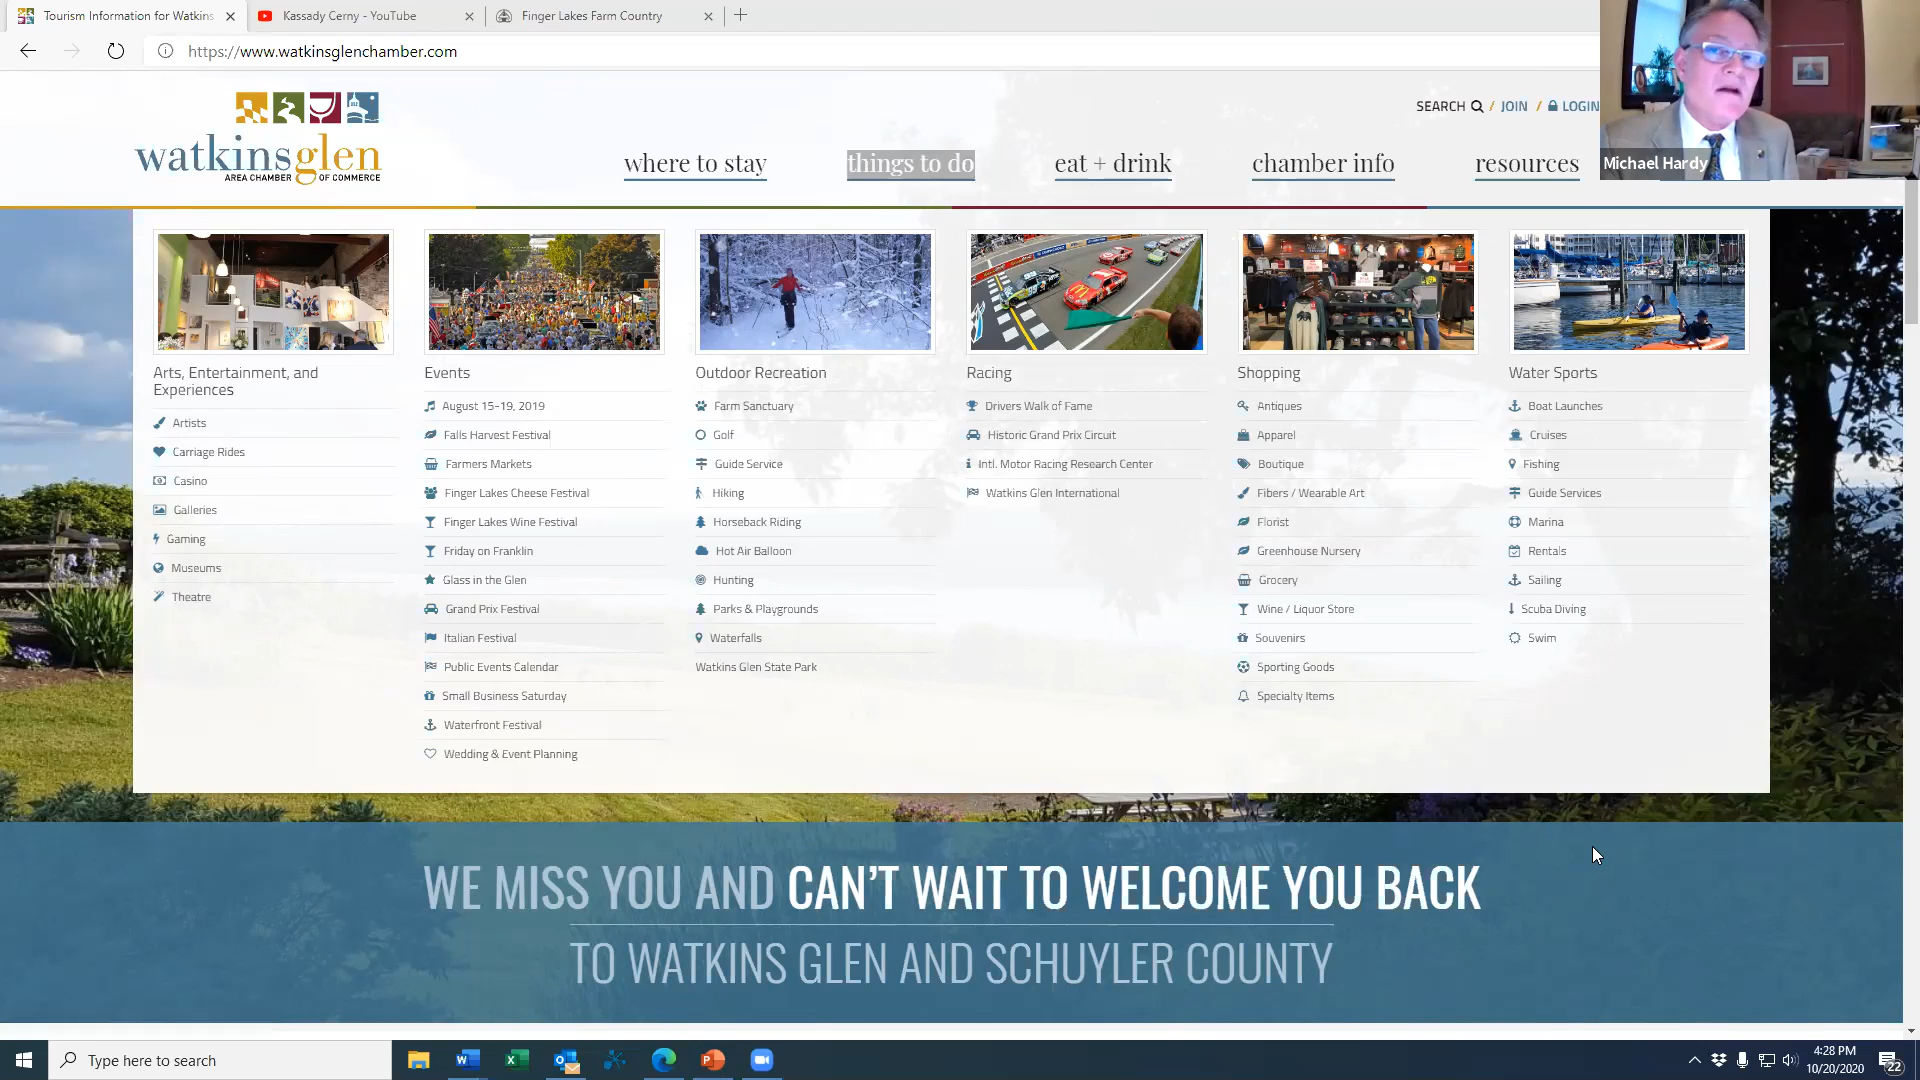 Tourism Information for Watkins
Kassady Cerny - YouTube
Finger Lakes Farm Country
https://www.watkinsglenchamber.com
SEARCH / JOIN / LOGIN
watkinsglen
AREA CHAMBER OF COMMERCE
where to stay
things to do
eat + drink
chamber info
resources
Michael Hardy
Arts, Entertainment, and
Experiences
Artists
Carriage Rides
Casino
Galleries
Gaming
Museums
Theatre
Events
August 15-19, 2019
Falls Harvest Festival
Farmers Markets
Finger Lakes Cheese Festival
Finger Lakes Wine Festival
Friday on Franklin
Glass in the Glen
Grand Prix Festival
Italian Festival
Public Events Calendar
Small Business Saturday
Waterfront Festival
Wedding & Event Planning
Outdoor Recreation
Farm Sanctuary
Golf
Guide Service
Hiking
Horseback Riding
Hot Air Balloon
Hunting
Parks & Playgrounds
Waterfalls
Watkins Glen State Park
Racing
Drivers Walk of Fame
Historic Grand Prix Circuit
Intl. Motor Racing Research Center
Watkins Glen International
Shopping
Antiques
Apparel
Boutique
Fibers / Wearable Art
Florist
Greenhouse Nursery
Grocery
Wine / Liquor Store
Souvenirs
Sporting Goods
Specialty Items
Water Sports
Boat Launches
Cruises
Fishing
Guide Services
Marina
Rentals
Sailing
Scuba Diving
Swim
WE MISS YOU AND CAN'T WAIT TO WELCOME YOU BACK
TO WATKINS GLEN AND SCHUYLER COUNTY
Type here to search
4:28 PM
10/20/2020
22